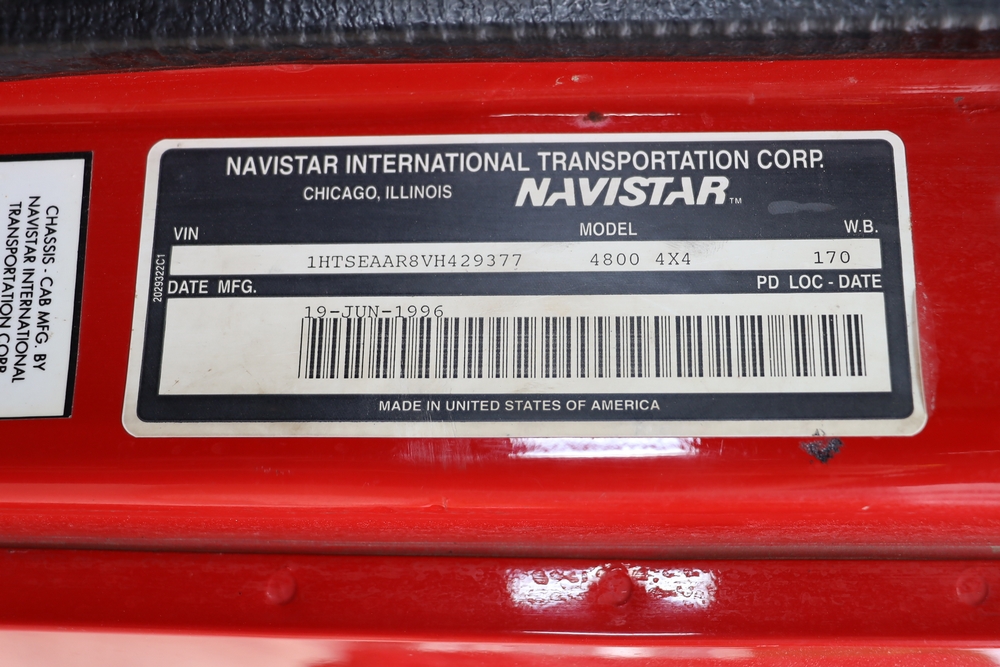 NAVISTAR INTERNATIONAL TRANSPORTATION CORP.
CHICAGO, ILLINOIS NAVISTAR™
VIN MODEL W.B.
1HTSEAAR8VH429377 4800 4X4 170
DATE MFG. PD LOC - DATE
19-JUN-1996
MADE IN UNITED STATES OF AMERICA
2029322C1
CHASSIS - CAB MFG. BY
NAVISTAR INTERNATIONAL
TRANSPORTATION CORP